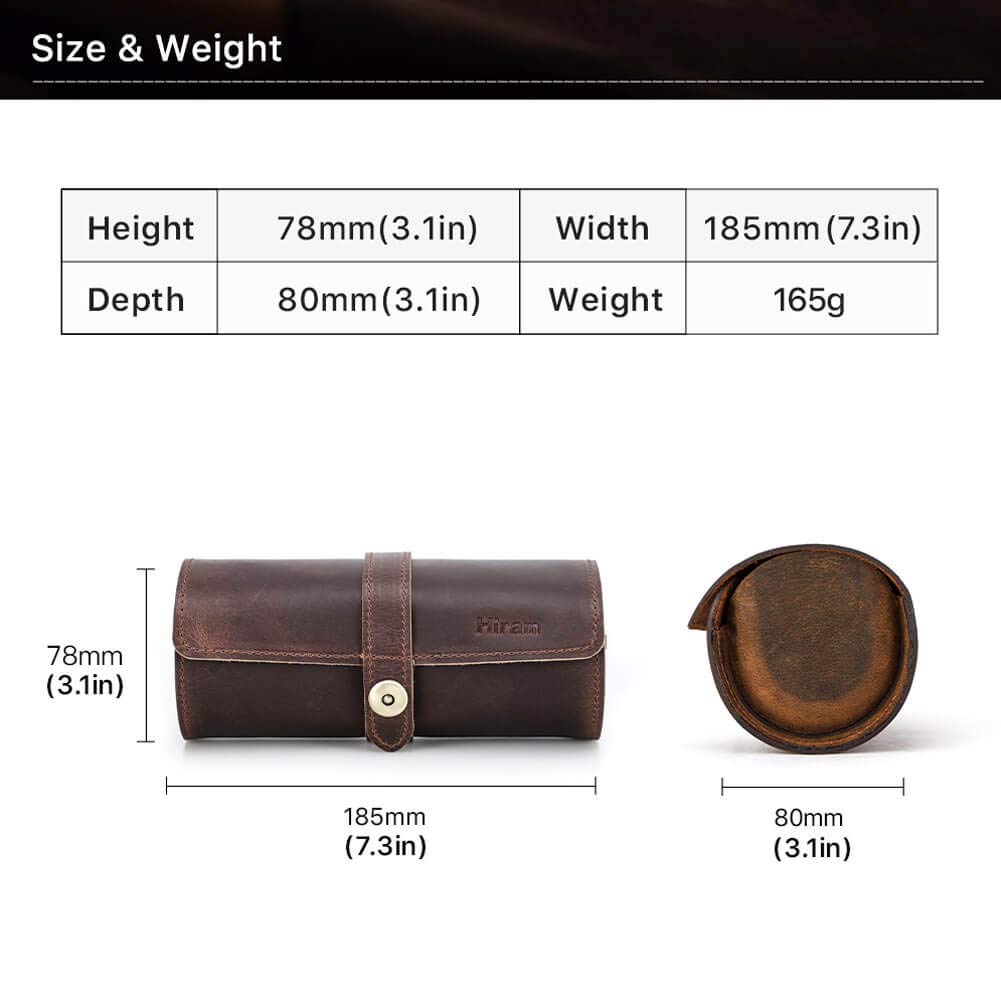 Size & Weight
Height 78mm(3.1in) Width 185mm(7.3in)
Depth 80mm(3.1in) Weight 165g
Hiram
78mm
(3.1in)
185mm
(7.3in)
80mm
(3.1in)